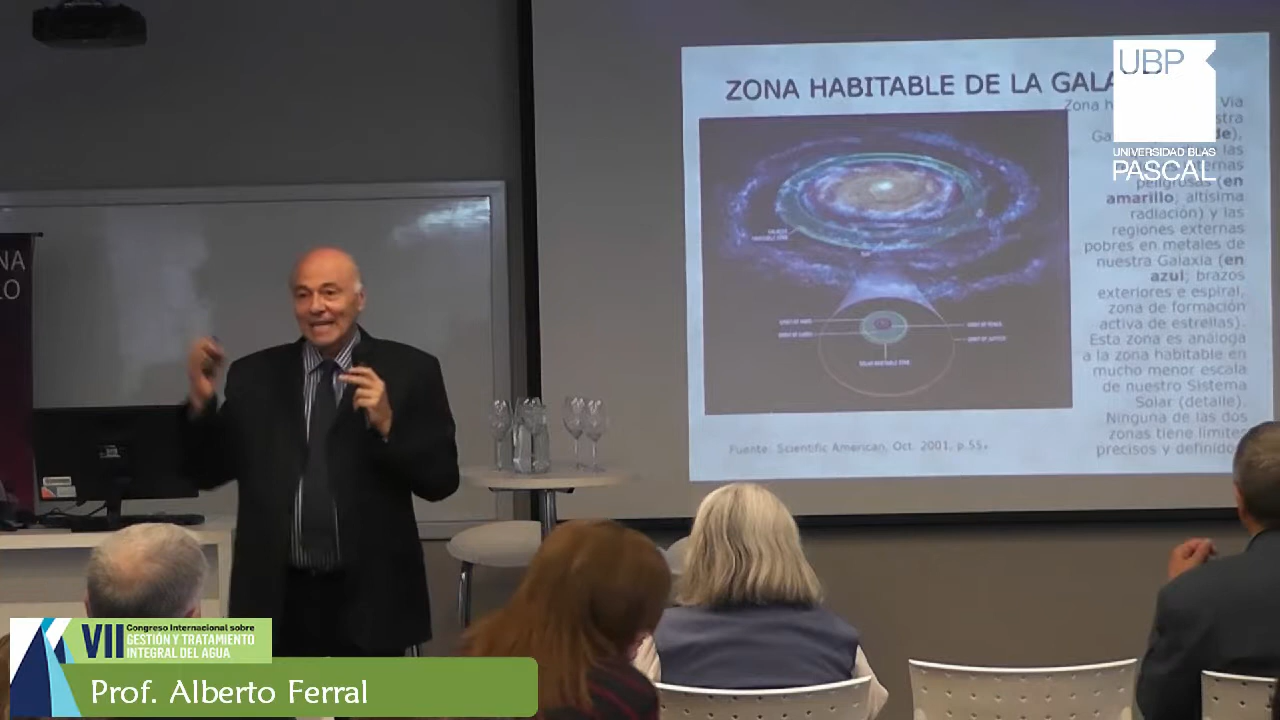 UBP
UNIVERSIDAD BLAS
PASCAL
ZONA HABITABLE DE LA
Zona
Via
peligrosas (en
amarillo; altísima
radiación) y las
regiones externas
pobres en metales de
nuestra Galaxia (en
azul; brazos
exteriores e espiral,
zona de formación
activa de estrellas).
Esta zona es análoga
a la zona habitable en
mucho menor escala
de nuestro Sistema
Solar (detalle).
Ninguna de las dos
zonas tiene límites
precisos y
Fuente: Scientific American, Oct. 2001, p.55.
VII
Congreso Internacional sobre
GESTIÓN Y TRATAMIENTO
INTEGRAL DEL AGUA
Prof. Alberto Ferral